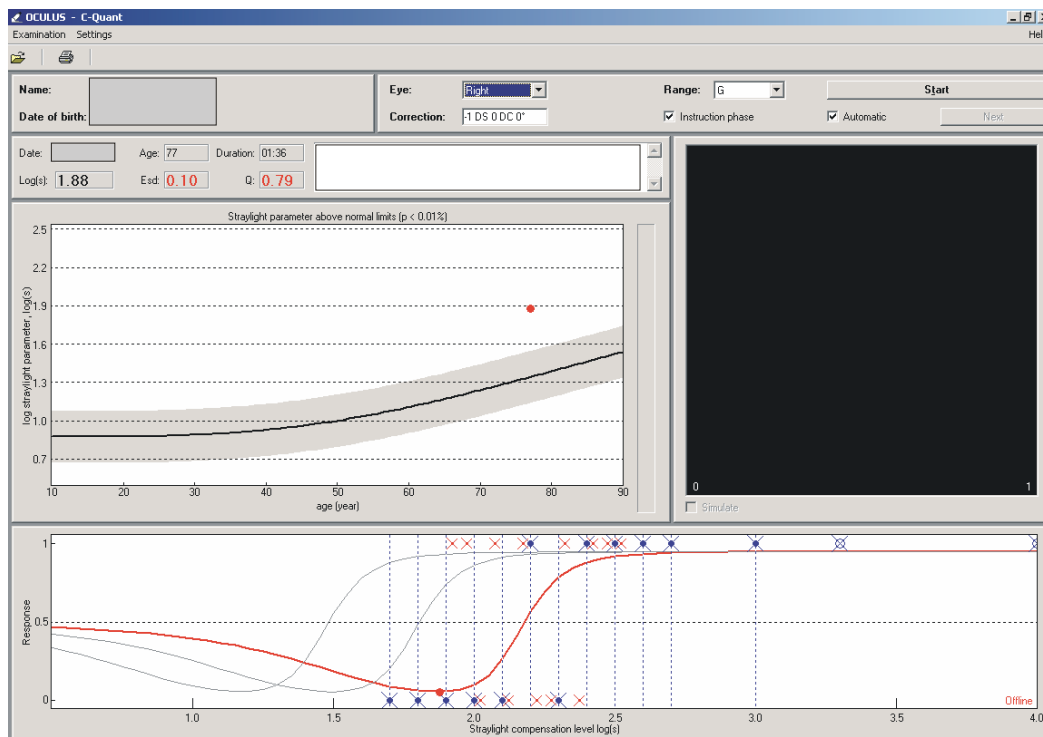 OCULUS - C-Quant
Examination Settings Hel
Name:
Date of birth:
Eye: Right
Correction: -1 DS 0 DC 0°
Range: G
Start
Instruction phase
Automatic
Next
Date: Age: 77 Duration: 01:36
Log(s): 1.88 Esd: 0.10 Q: 0.79
Straylight parameter above normal limits (p < 0.01%)
log straylight parameter, log(s)
2.5
2.2
1.9
1.6
1.3
1.0
0.7
10 20 30 40 50 60 70 80 90
age (year)
0 1
Simulate
Response
1
0.5
0
Offline
1.0 1.5 2.0 2.5 3.0 3.5 4.0
Straylight compensation level log(s)